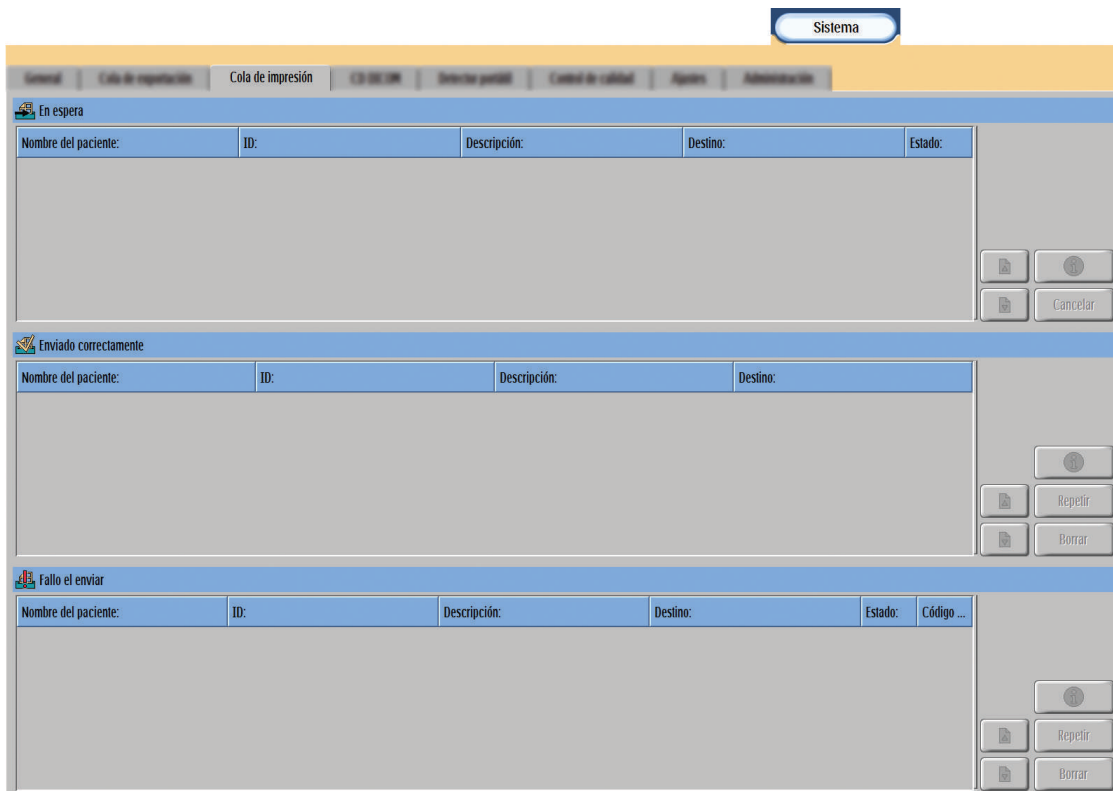 Sistema
General Cola de exportación Cola de impresión CD DICOM Detector portátil Control de calidad Ajustes Administración
En espera
Nombre del paciente: ID: Descripción: Destino: Estado:
Cancelar
Enviado correctamente
Nombre del paciente: ID: Descripción: Destino:
Repetir
Borrar
Fallo el enviar
Nombre del paciente: ID: Descripción: Destino: Estado: Código ...
Repetir
Borrar